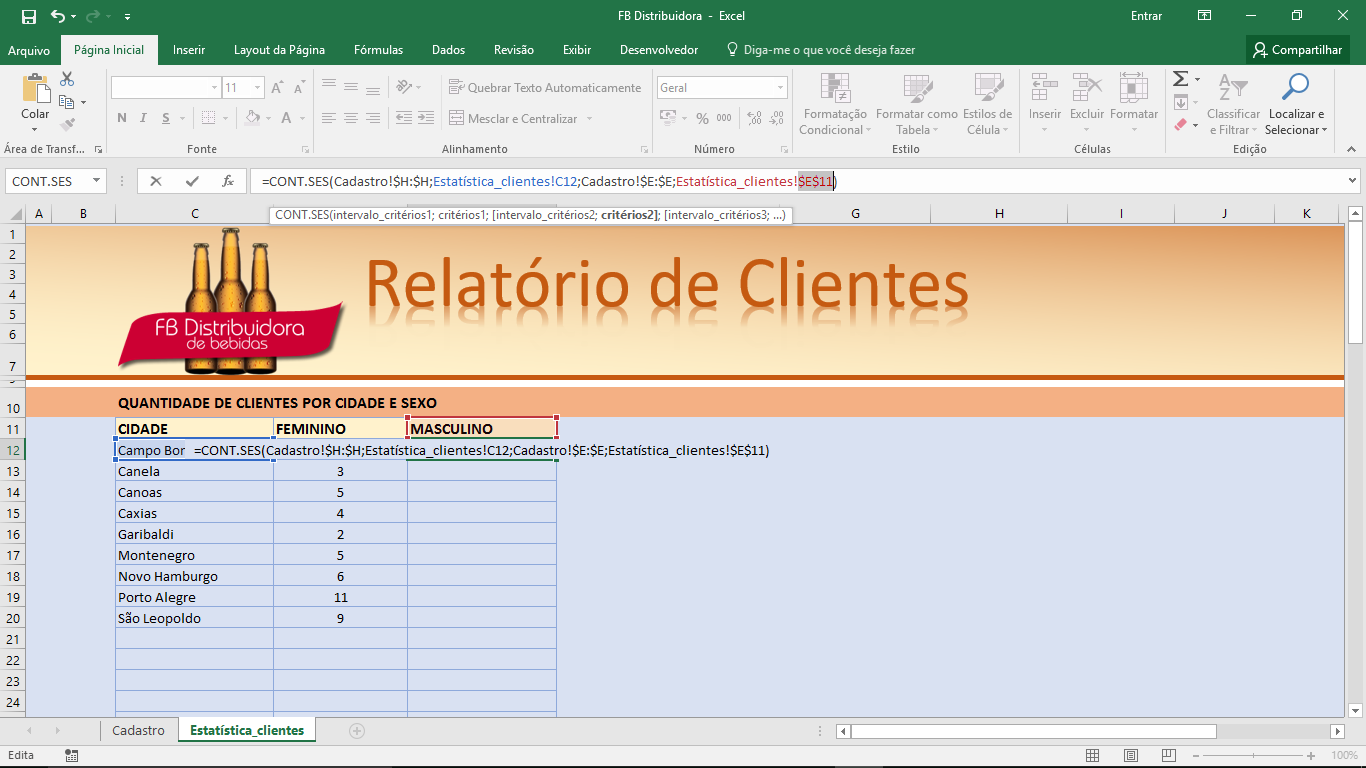 FB Distribuidora - Excel
Entrar
Arquivo Página Inicial Inserir Layout da Página Fórmulas Dados Revisão Exibir Desenvolvedor Diga-me o que você deseja fazer Compartilhar
11 Quebrar Texto Automaticamente Geral
Colar
N I S A Mesclar e Centralizar % 000
Formatação Condicional
Formatar como Tabela
Estilos de Célula
Inserir Excluir Formatar
Classificar e Filtrar
Localizar e Selecionar
Área de Transf... Fonte Alinhamento Número Estilo Células Edição
CONT.SES fx =CONT.SES(Cadastro!$H:$H;Estatística_clientes!C12;Cadastro!$E:$E;Estatística_clientes!$E$11)
CONT.SES(intervalo_critérios1; critérios1; [intervalo_critérios2; critérios2]; [intervalo_critérios3; ...)
A B C G H I J K
1
2
3
4
5
6
7
Relatório de Clientes
FB Distribuidora
de bebidas
10 QUANTIDADE DE CLIENTES POR CIDADE E SEXO
11 CIDADE FEMININO MASCULINO
12 Campo Bor =CONT.SES(Cadastro!$H:$H;Estatística_clientes!C12;Cadastro!$E:$E;Estatística_clientes!$E$11)
13 Canela 3
14 Canoas 5
15 Caxias 4
16 Garibaldi 2
17 Montenegro 5
18 Novo Hamburgo 6
19 Porto Alegre 11
20 São Leopoldo 9
21
22
23
24
Cadastro Estatística_clientes
Edita 100%